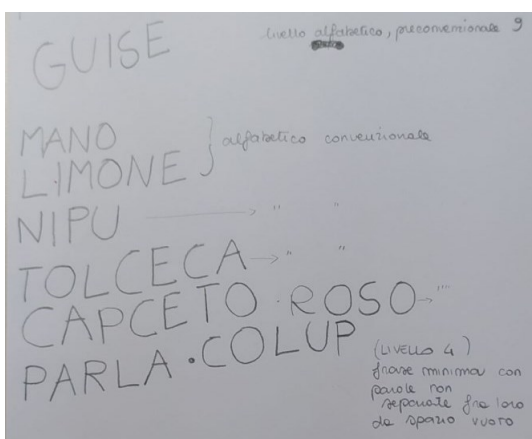 GUISE livello alfabetico, preconvenzionale 9
MANO
LIMONE } alfabetico convenzionale
NIPU → " "
TOLCECA → " "
CAPCETO · ROSO → " "
PARLA · COLUP
(LIVELLO 4)
frase minima con
parole non
separate fra loro
da spazio vuoto